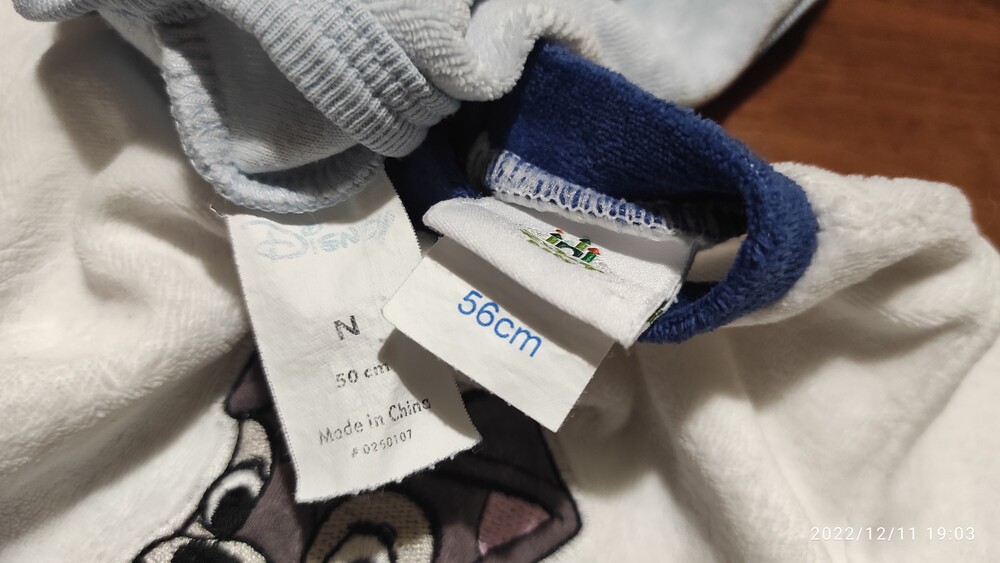 Disney
N
50 cm
Made in China
# 0250107
56cm
2022/12/11 19:03